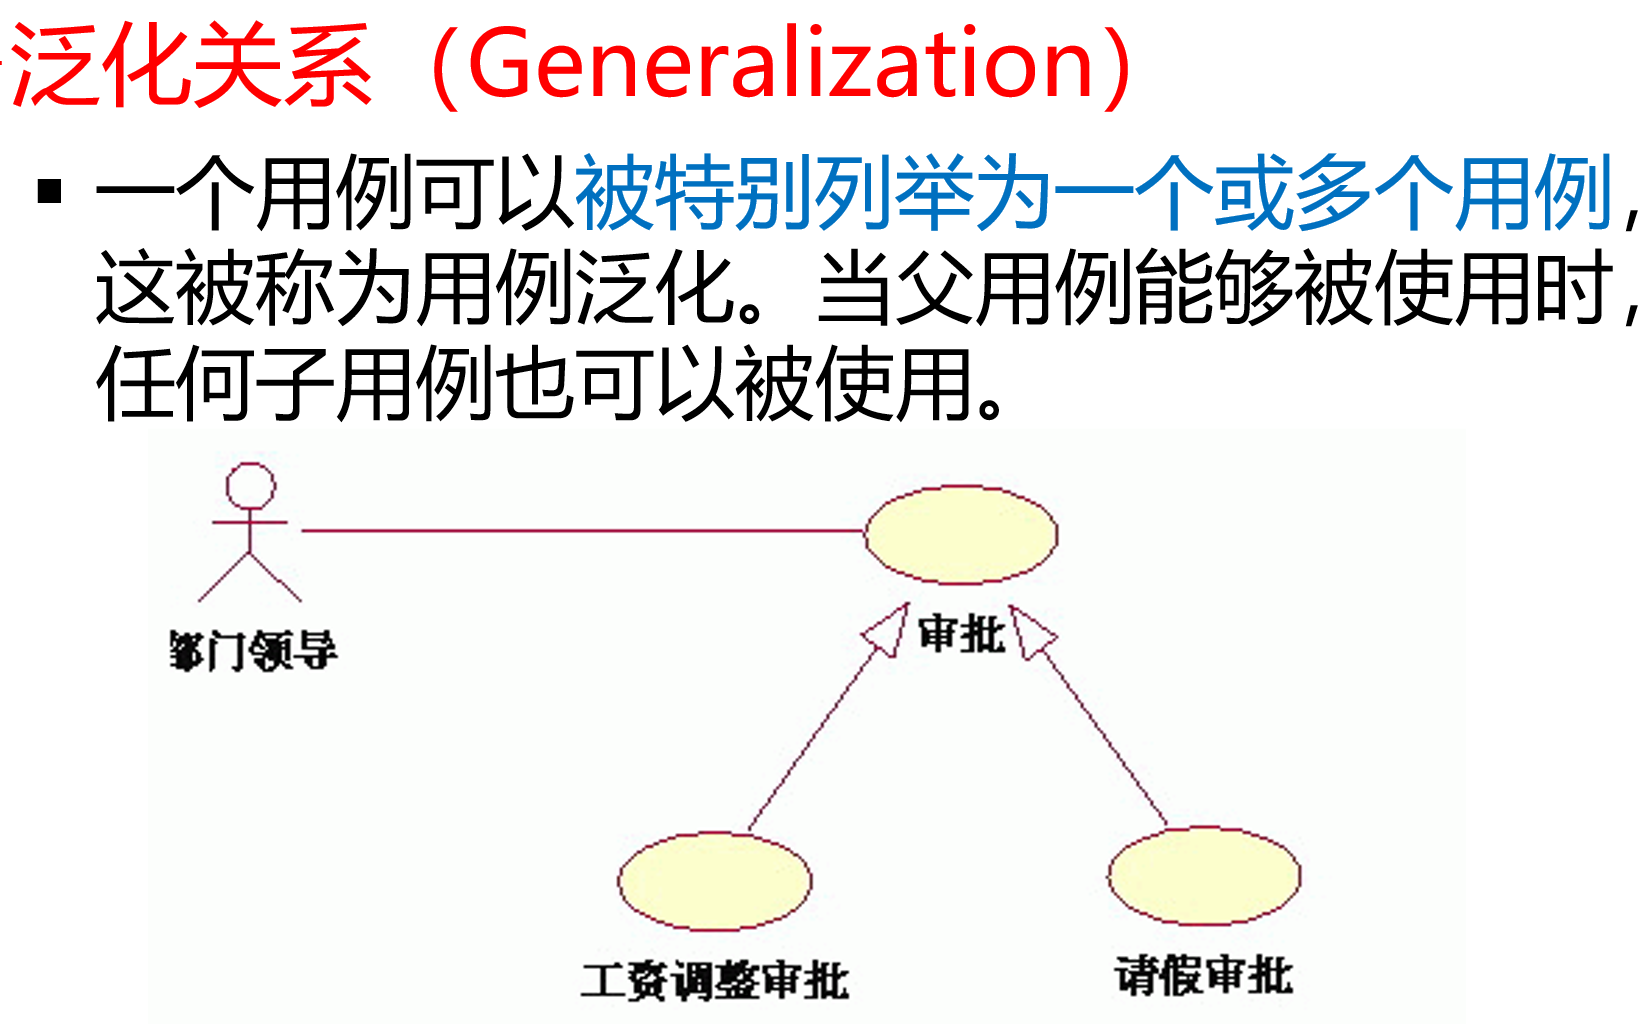 泛化关系（Generalization）
▪ 一个用例可以被特别列举为一个或多个用例，
这被称为用例泛化。当父用例能够被使用时，
任何子用例也可以被使用。
部门领导
审批
工资调整审批
请假审批